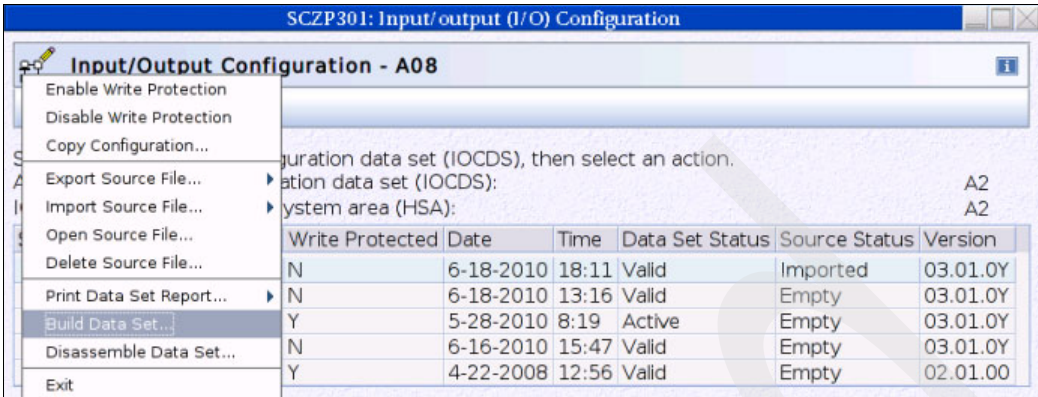 SCZP301: Input/output (I/O) Configuration
Input/Output Configuration - A08
Enable Write Protection
Disable Write Protection
Copy Configuration...
guration data set (IOCDS), then select an action.
Export Source File...
ation data set (IOCDS): A2
Import Source File...
ystem area (HSA): A2
Open Source File...
Write Protected Date Time Data Set Status Source Status Version
Delete Source File...
N 6-18-2010 18:11 Valid Imported 03.01.0Y
Print Data Set Report...
N 6-18-2010 13:16 Valid Empty 03.01.0Y
Build Data Set...
Y 5-28-2010 8:19 Active Empty 03.01.0Y
Disassemble Data Set...
N 6-16-2010 15:47 Valid Empty 03.01.0Y
Exit
Y 4-22-2008 12:56 Valid Empty 02.01.00